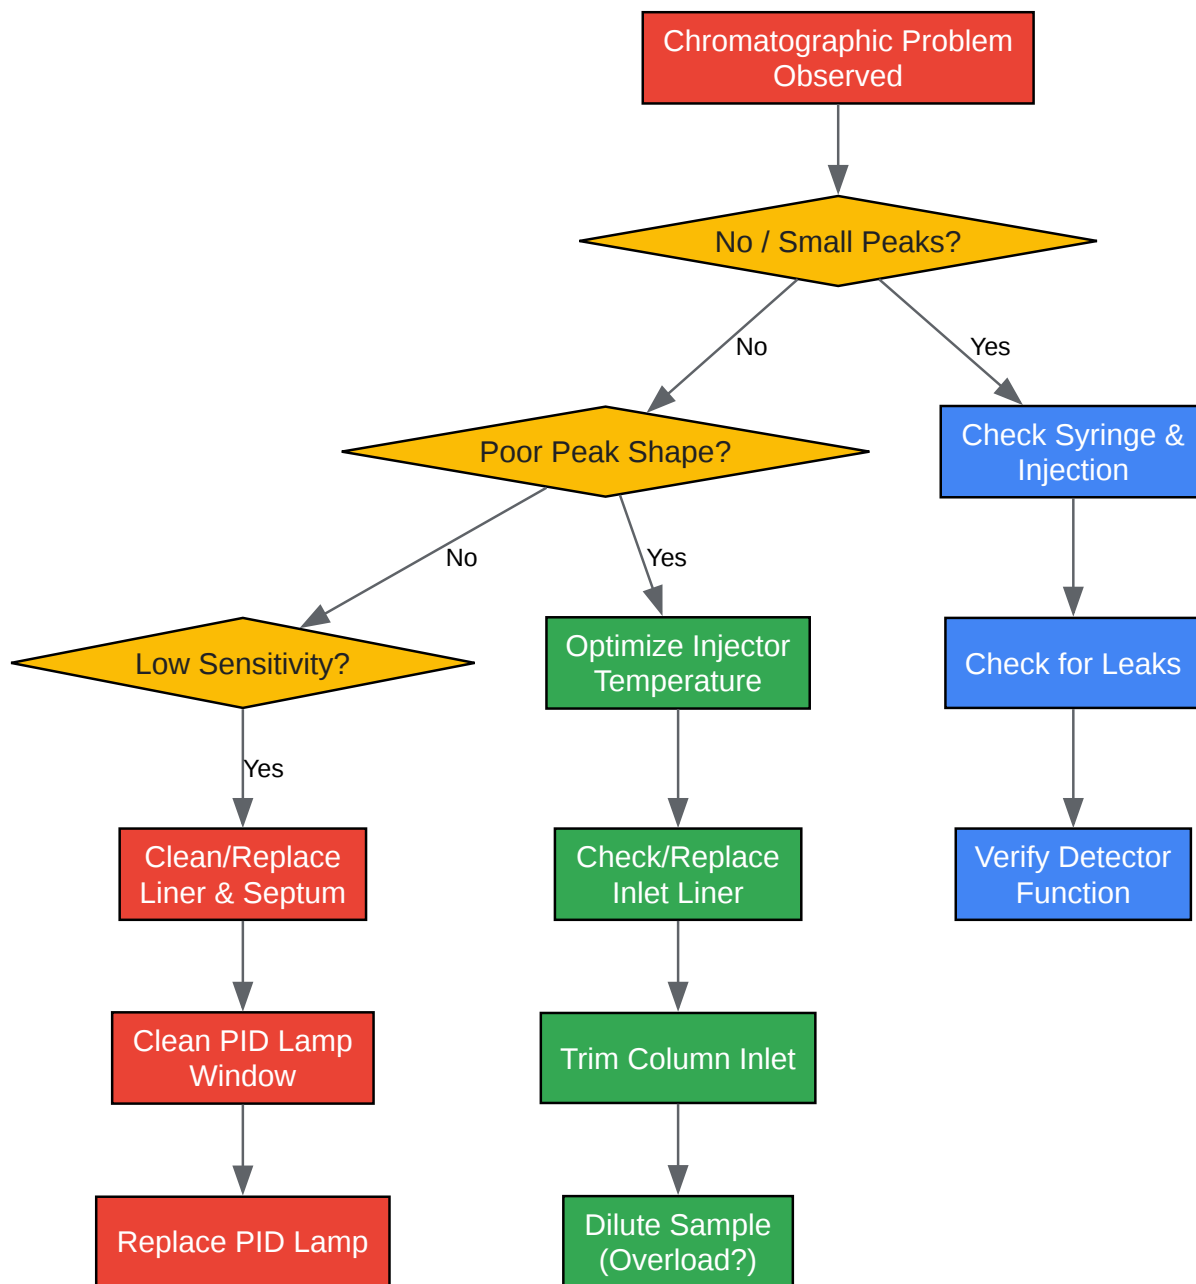 Chromatographic Problem
Observed
No / Small Peaks?
No
Yes
Poor Peak Shape?
Check Syringe &
Injection
No
Yes
Low Sensitivity?
Optimize Injector
Temperature
Check for Leaks
Yes
Clean/Replace
Liner & Septum
Check/Replace
Inlet Liner
Verify Detector
Function
Clean PID Lamp
Window
Trim Column Inlet
Replace PID Lamp
Dilute Sample
(Overload?)